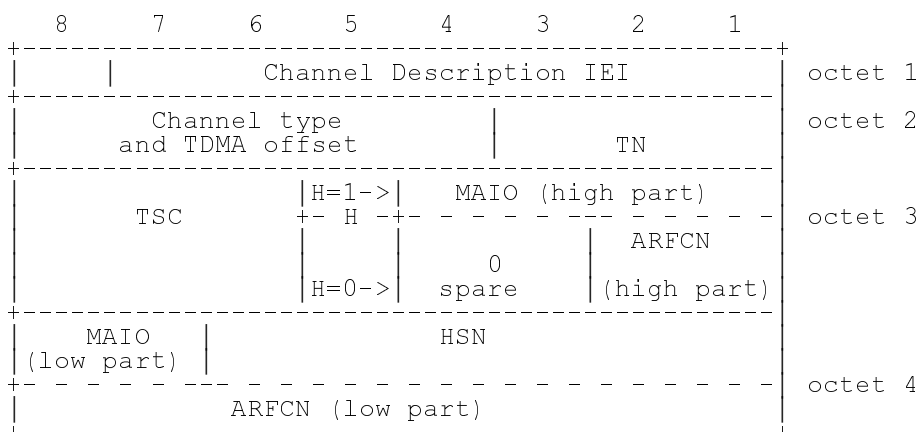 8 7 6 5 4 3 2 1
Channel Description IEI octet 1
Channel type octet 2
and TDMA offset TN
H=1-> MAIO (high part)
TSC H octet 3
ARFCN
0
H=0-> spare (high part)
MAIO HSN
(low part)
octet 4
ARFCN (low part)